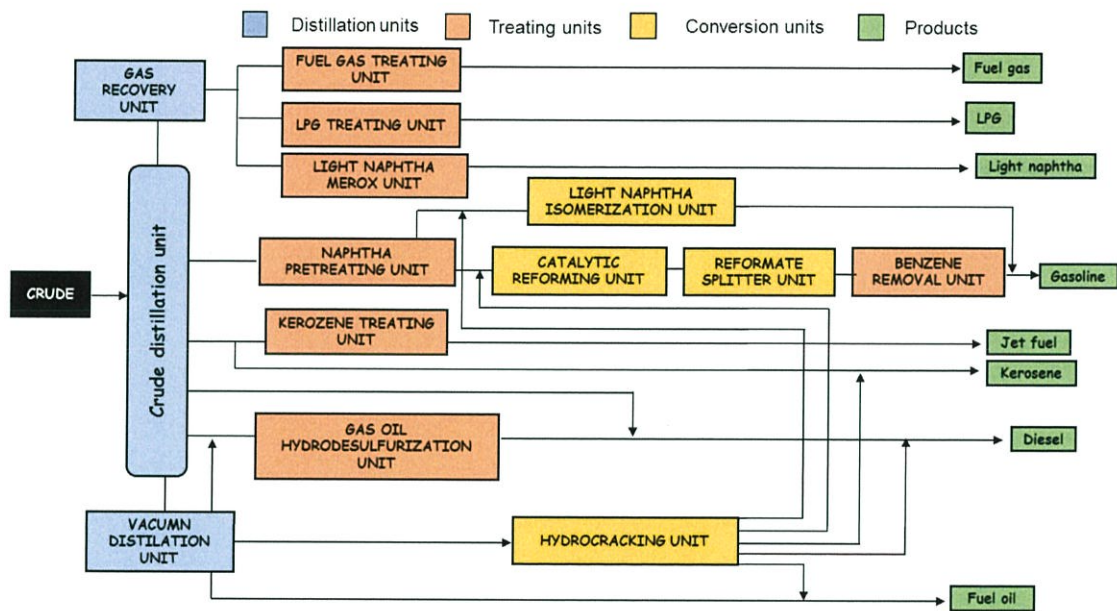 Distillation units
Treating units
Conversion units
Products
GAS
RECOVERY
UNIT
FUEL GAS TREATING
UNIT
Fuel gas
LPG TREATING UNIT
LPG
LIGHT NAPHTHA
MEROX UNIT
Light naphtha
LIGHT NAPHTHA
ISOMERIZATION UNIT
Crude distillation unit
NAPHTHA
PRETREATING UNIT
CATALYTIC
REFORMING UNIT
REFORMATE
SPLITTER UNIT
BENZENE
REMOVAL UNIT
Gasoline
CRUDE
KEROZENE TREATING
UNIT
Jet fuel
Kerosene
GAS OIL
HYDRODESULFURIZATION
UNIT
Diesel
VACUMN
DISTILATION
UNIT
HYDROCRACKING UNIT
Fuel oil